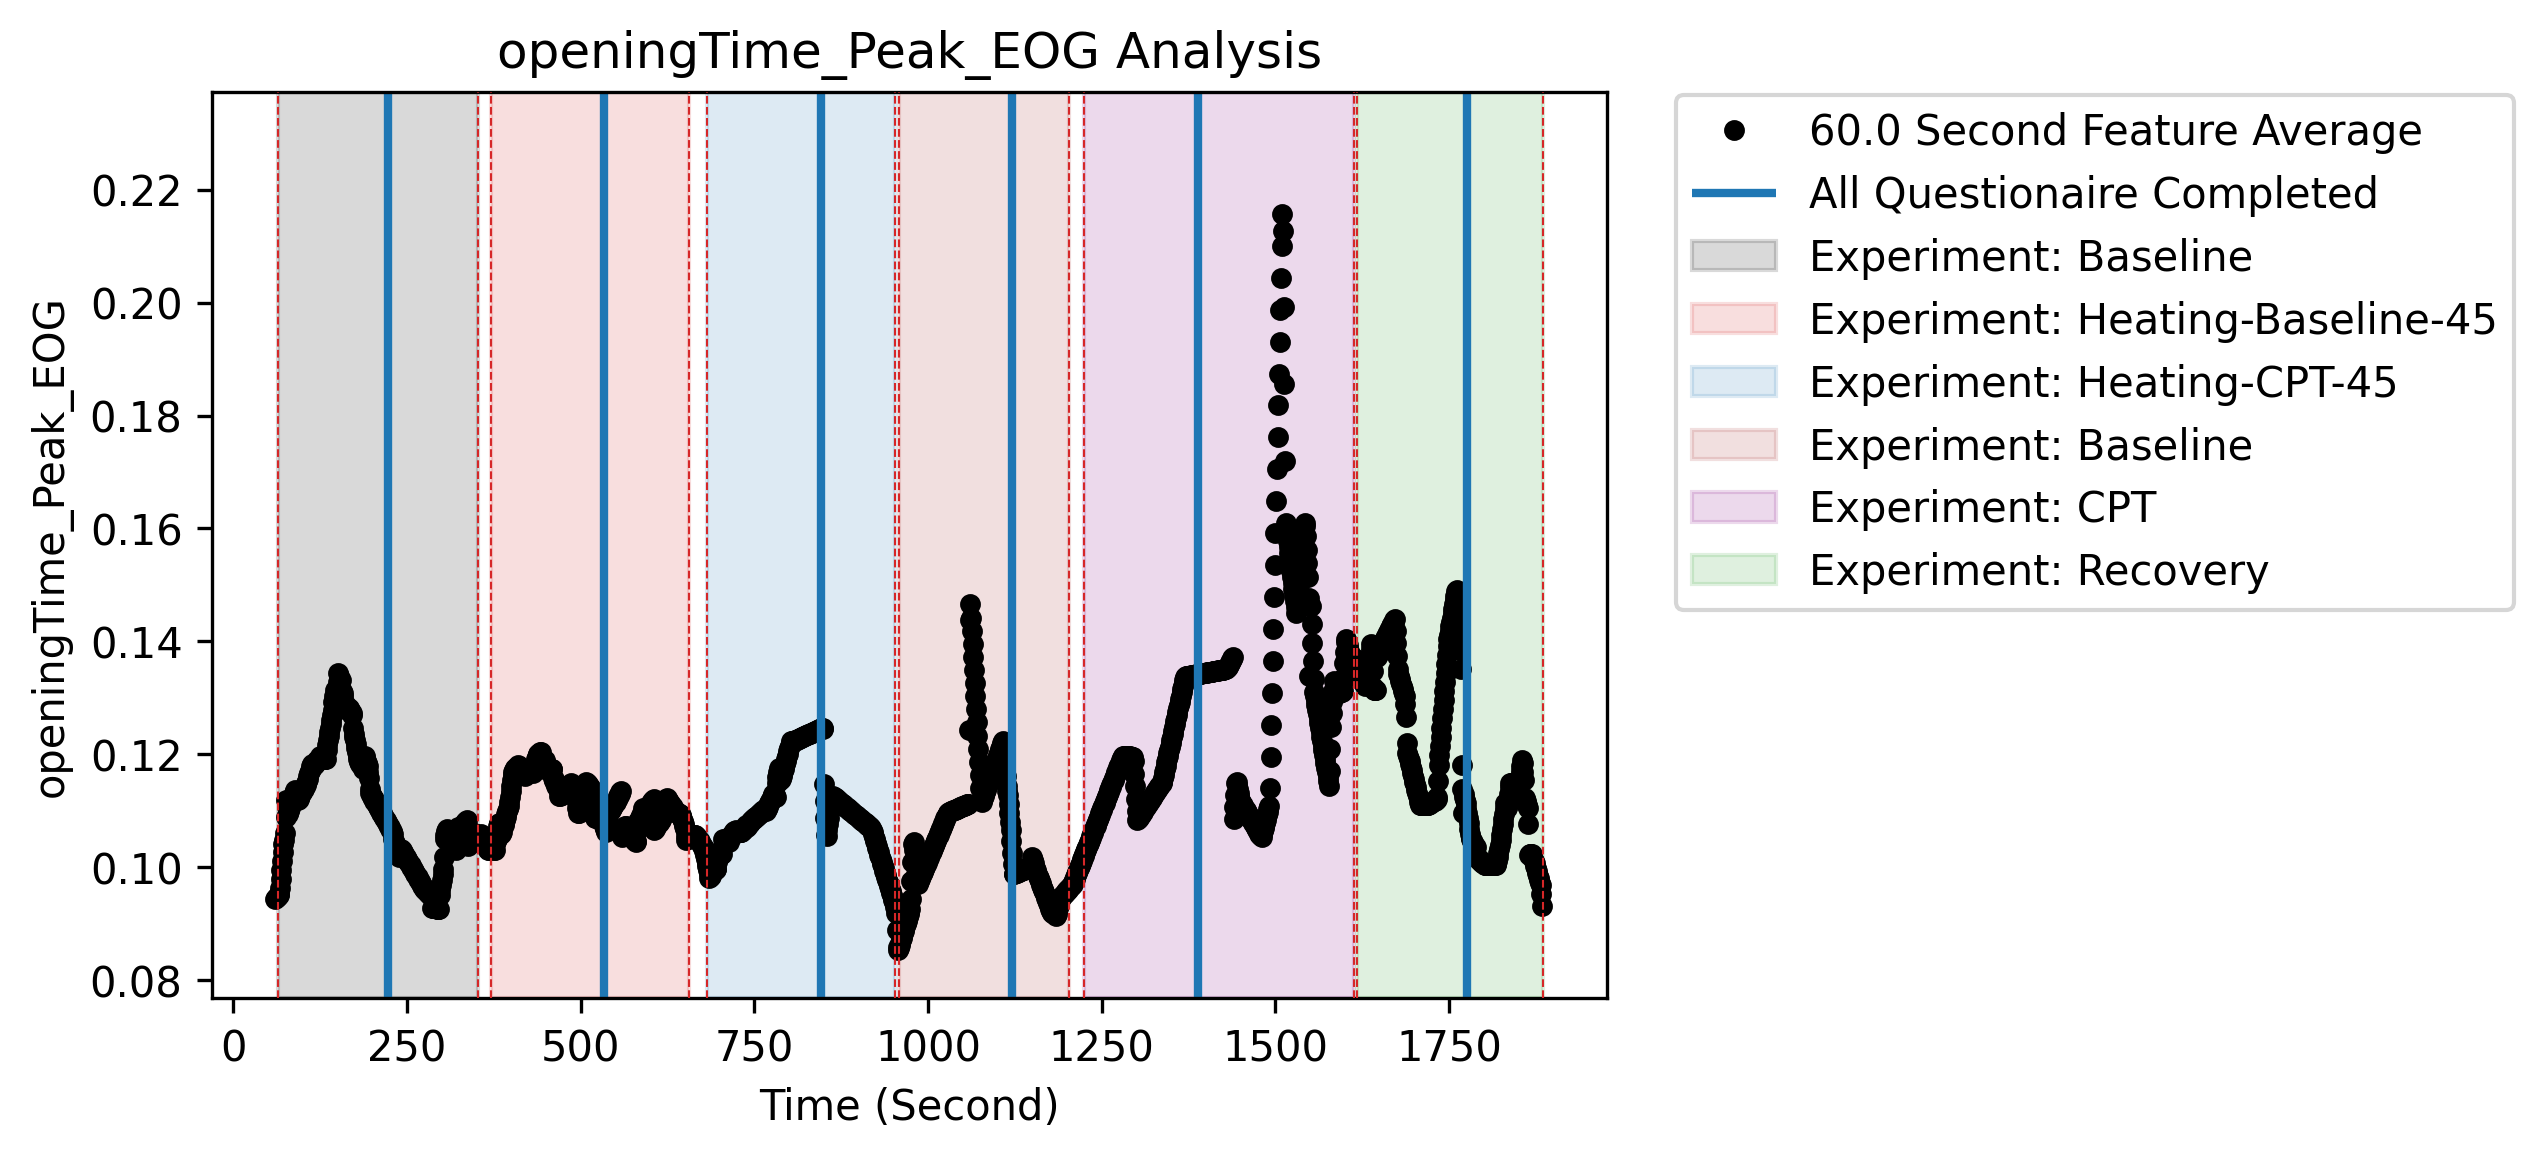 openingTime_Peak_EOG Analysis
openingTime_Peak_EOG
0.22
0.20
0.18
0.16
0.14
0.12
0.10
0.08
0 250 500 750 1000 1250 1500 1750
Time (Second)
60.0 Second Feature Average
All Questionaire Completed
Experiment: Baseline
Experiment: Heating-Baseline-45
Experiment: Heating-CPT-45
Experiment: Baseline
Experiment: CPT
Experiment: Recovery